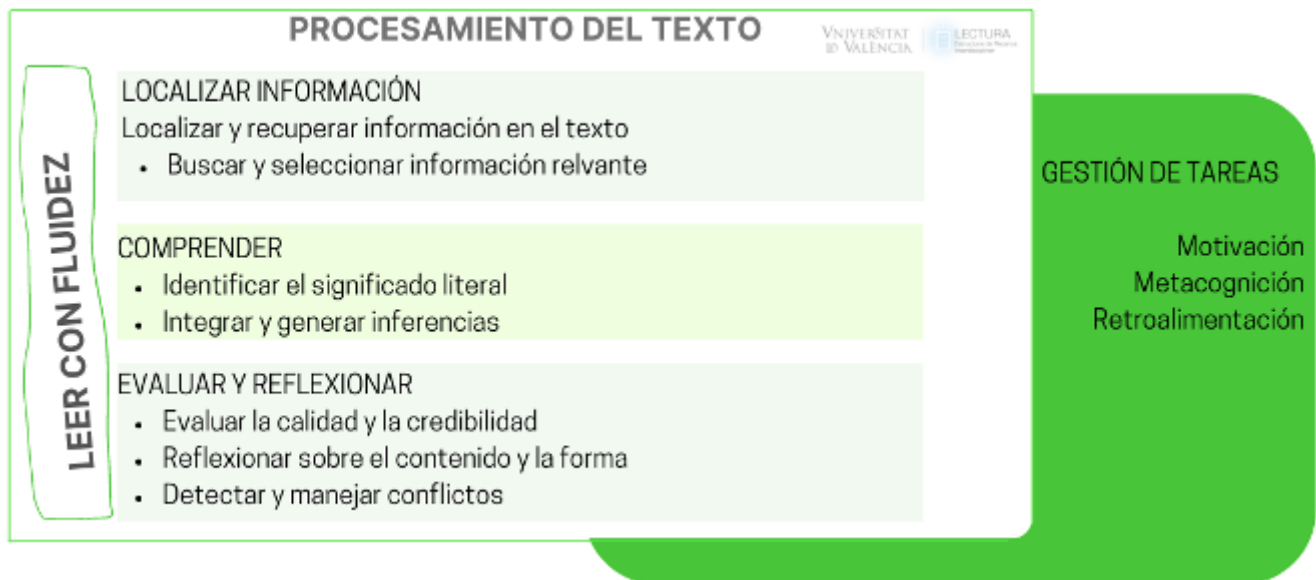 PROCESAMIENTO DEL TEXTO
VNIVERSITAT
ID VALÈNCIA
LECTURA
LEER CON FLUIDEZ
LOCALIZAR INFORMACIÓN
Localizar y recuperar información en el texto
• Buscar y seleccionar información relvante
COMPRENDER
• Identificar el significado literal
• Integrar y generar inferencias
EVALUAR Y REFLEXIONAR
• Evaluar la calidad y la credibilidad
• Reflexionar sobre el contenido y la forma
• Detectar y manejar conflictos
GESTIÓN DE TAREAS
Motivación
Metacognición
Retroalimentación